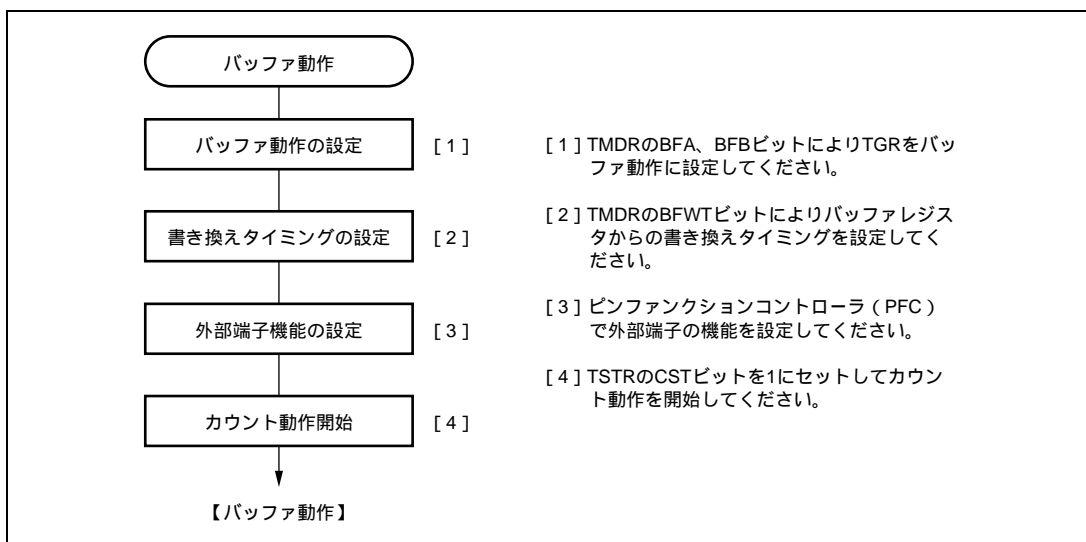 バッファ動作
バッファ動作の設定
[1]
書き換えタイミングの設定
[2]
外部端子機能の設定
[3]
カウント動作開始
[4]
【バッファ動作】
[1] TMDRのBFA、BFBビットによりTGRをバッ
ファ動作に設定してください。
[2] TMDRのBFWTビットによりバッファレジス
タからの書き換えタイミングを設定してく
ださい。
[3] ピンファンクションコントローラ(PFC)
で外部端子の機能を設定してください。
[4] TSTRのCSTビットを1にセットしてカウン
ト動作を開始してください。